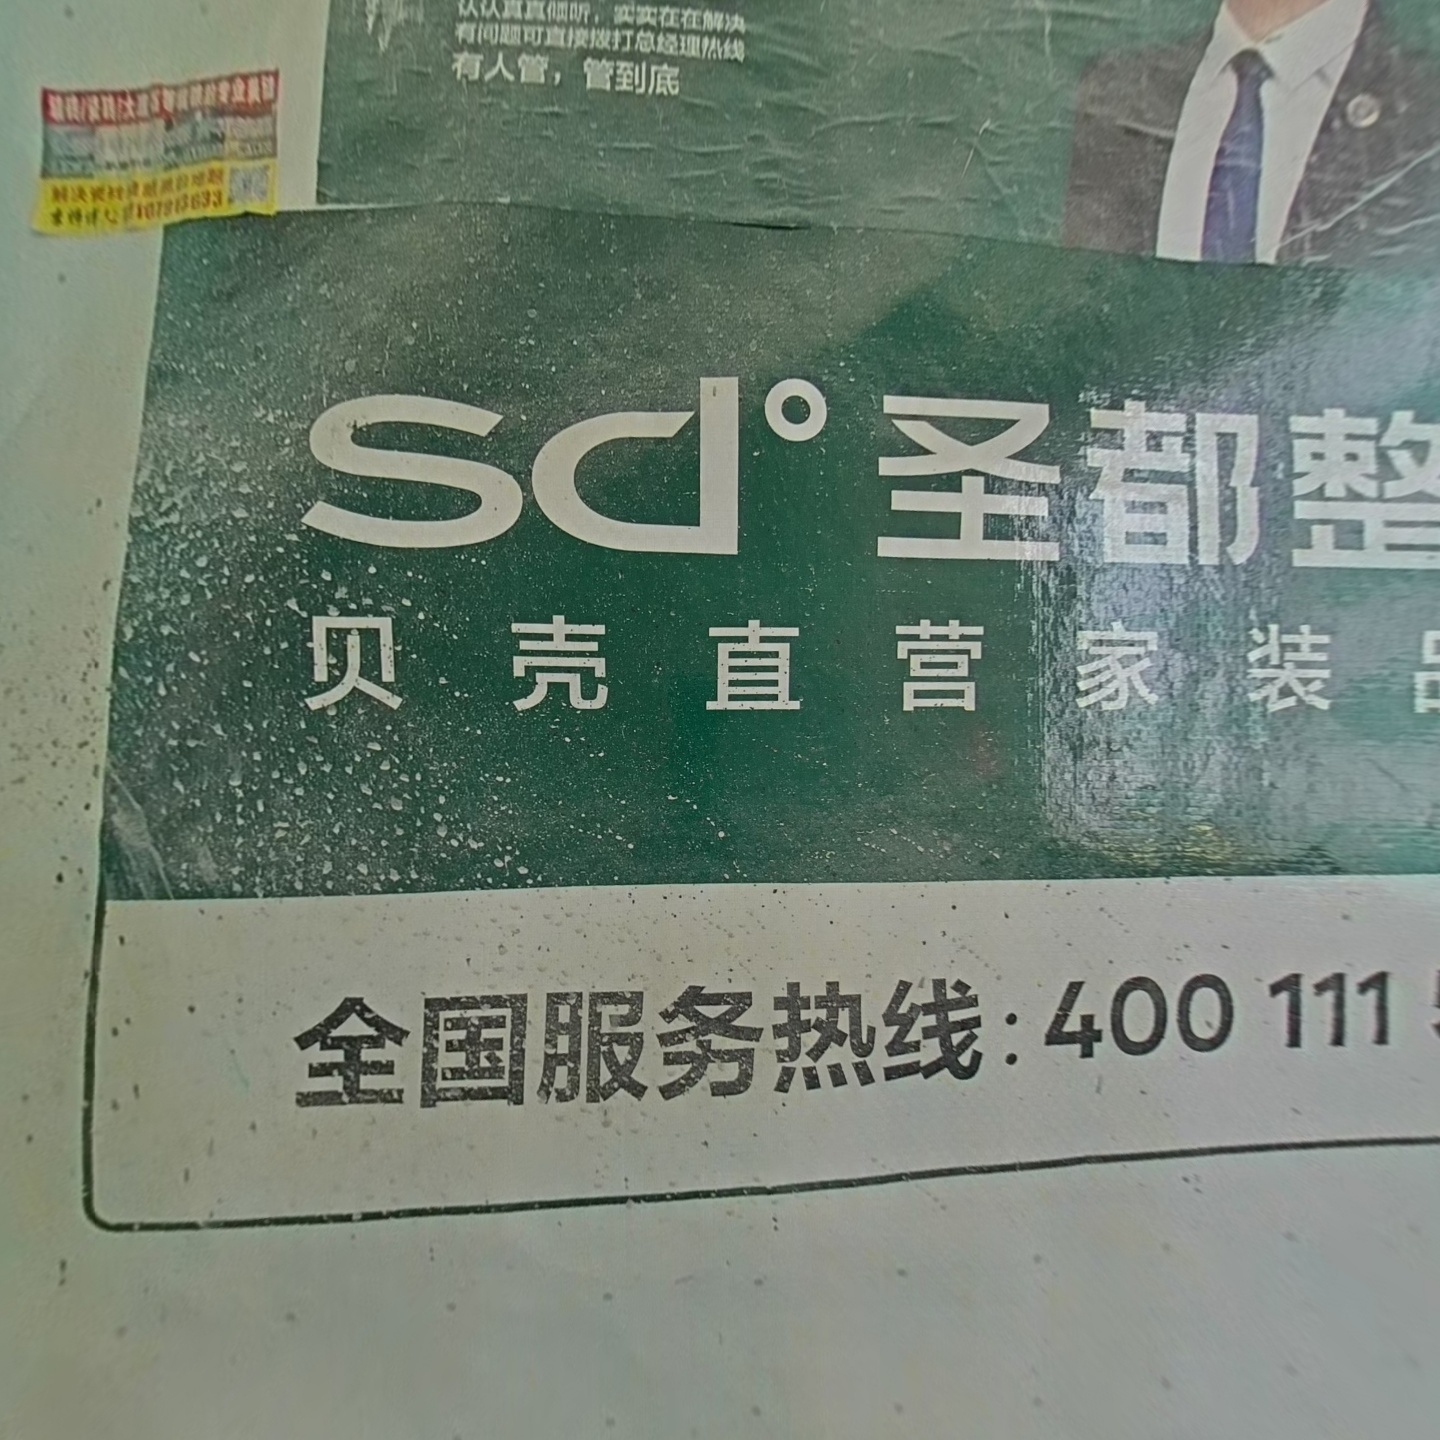 认认真真倾听，实实在在解决
有问题可直接拨打总经理热线
有人管，管到底
sd°圣都整
贝壳直营家装
全国服务热线：400 111